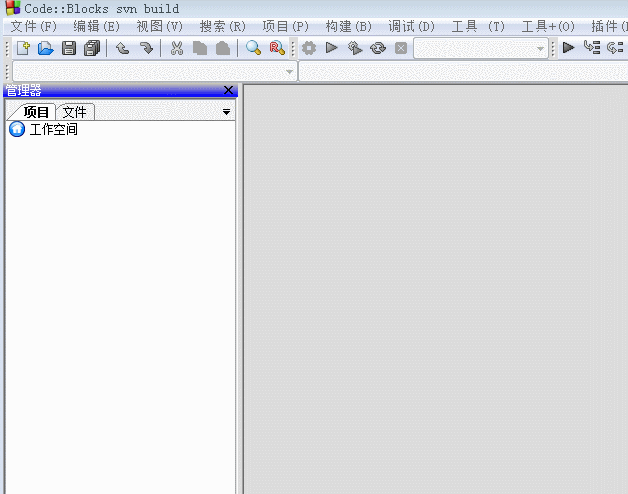 Code::Blocks svn build
文件(F) 编辑(E) 视图(V) 搜索(R) 项目(P) 构建(B) 调试(D) 工具 (T) 工具+(O) 插件(
管理器
项目 文件
工作空间